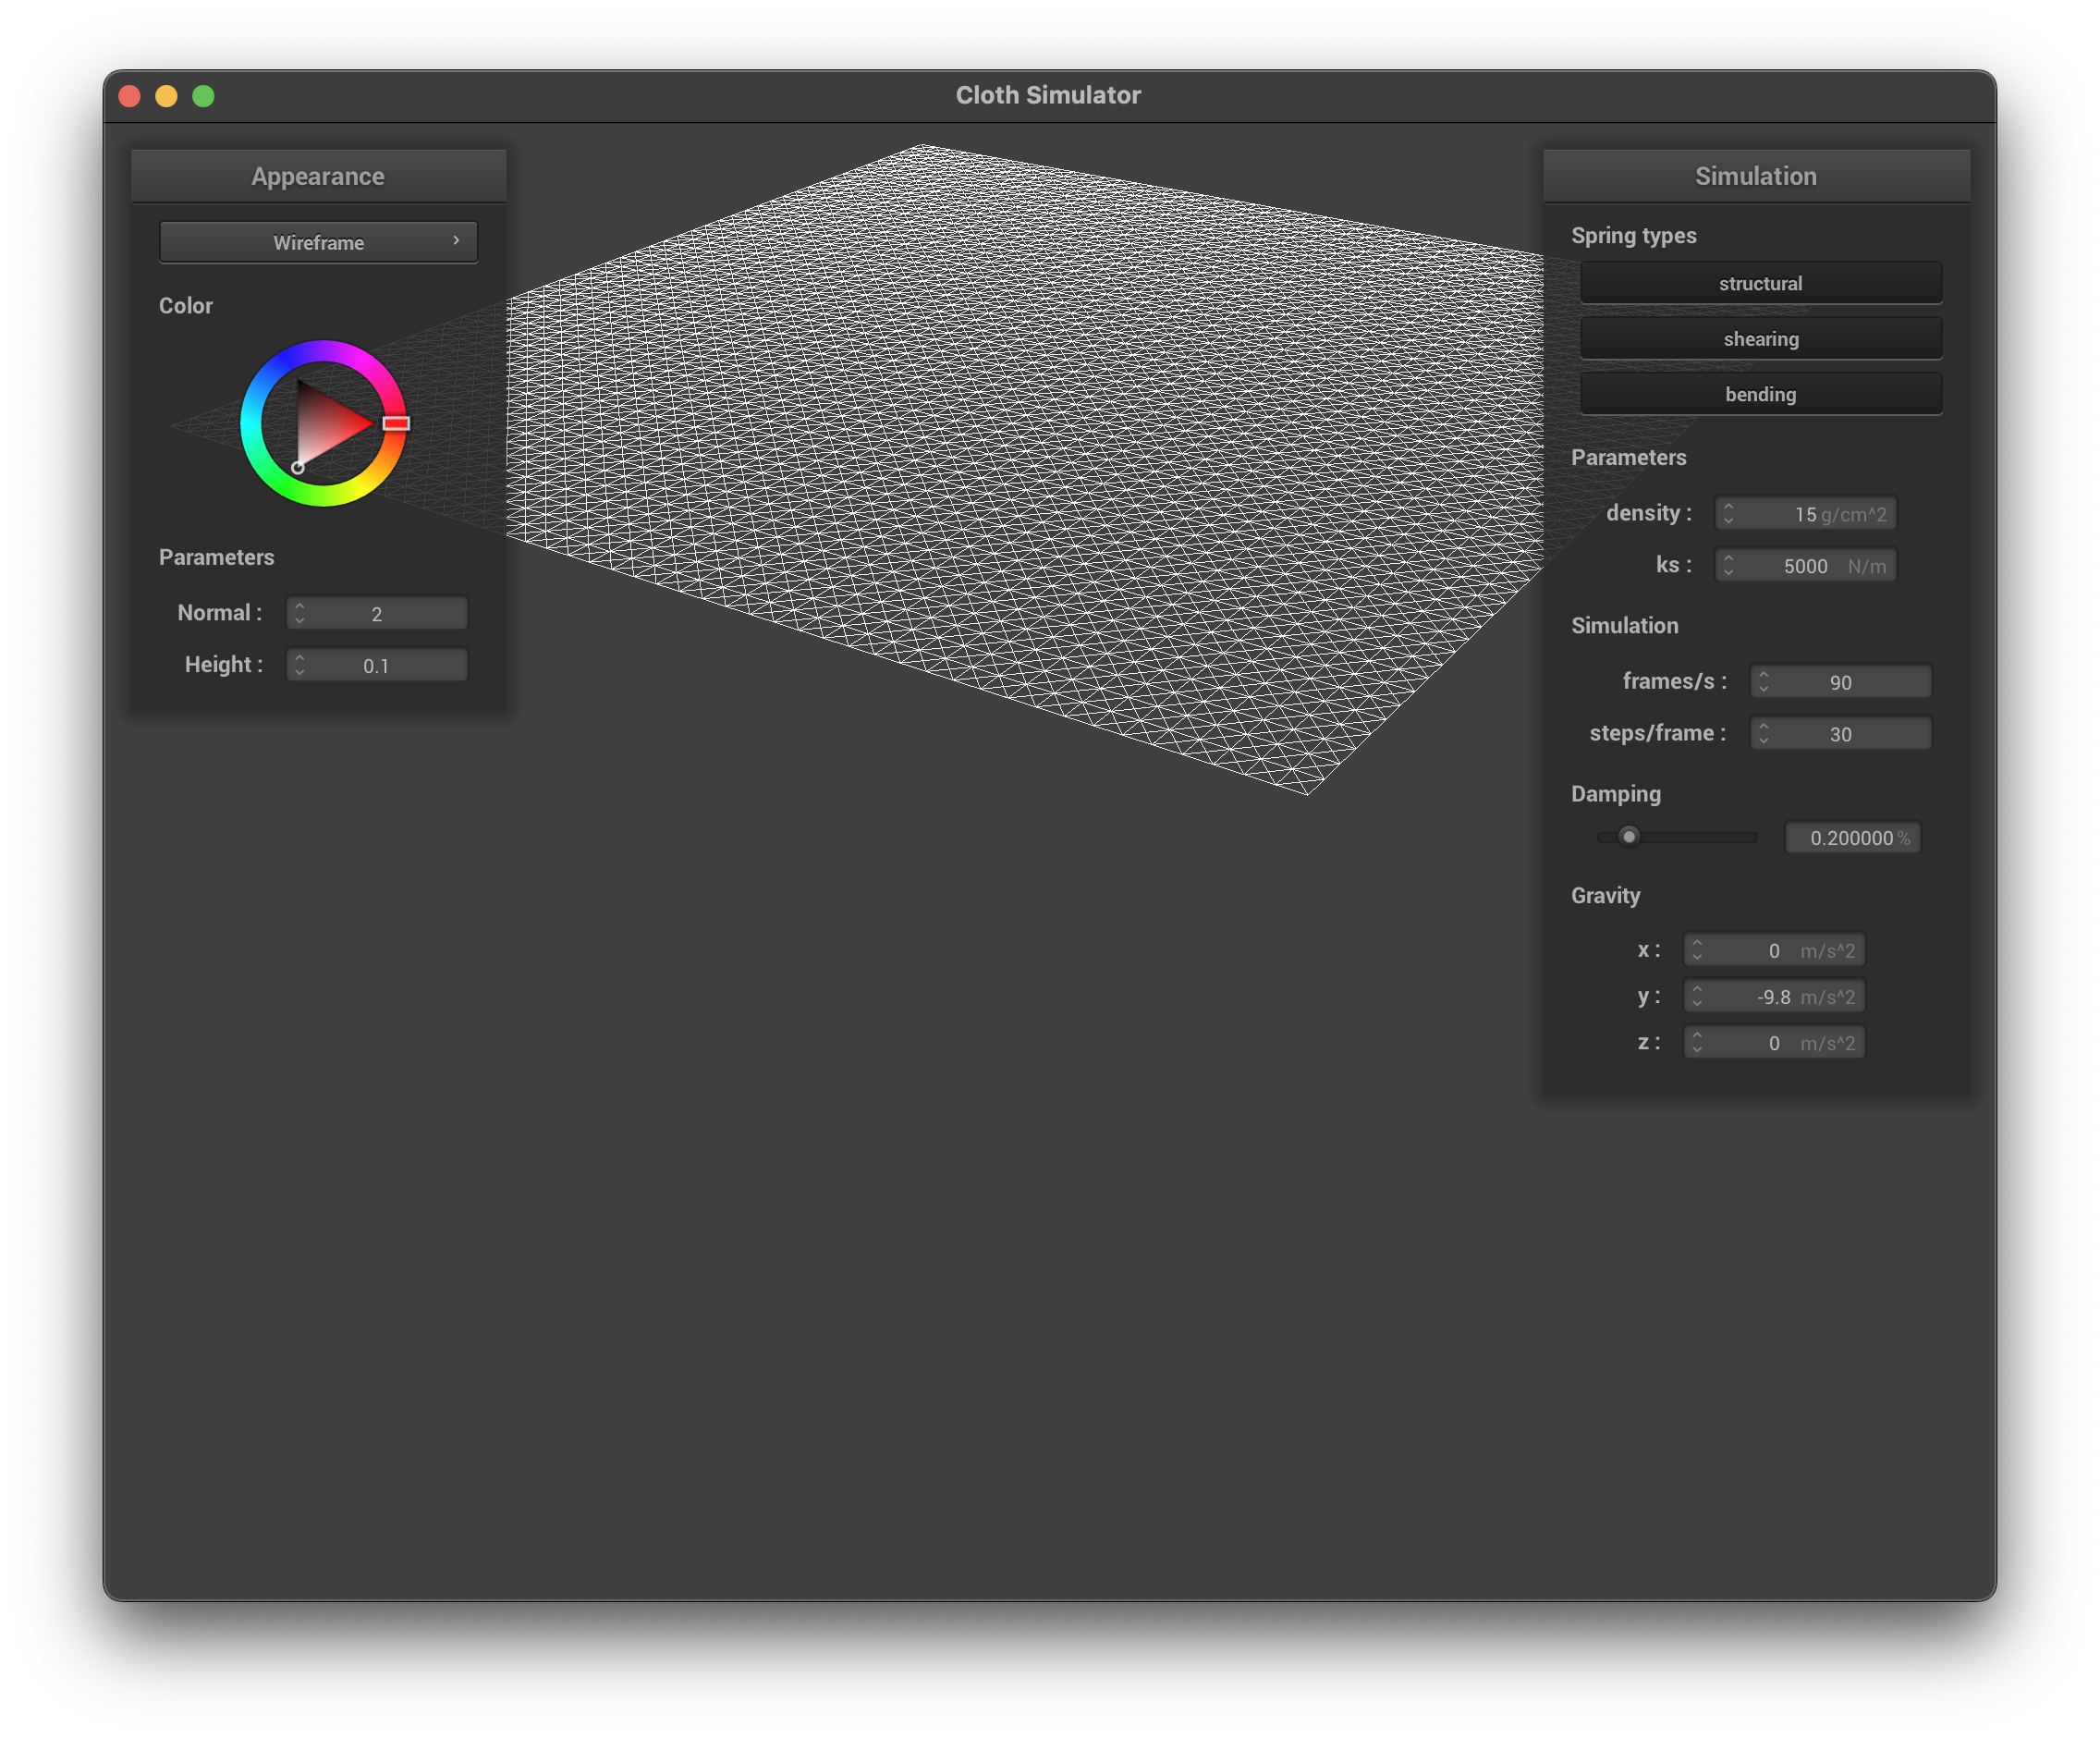 Cloth Simulator
Appearance
Wireframe
Color
Parameters
Normal : 2
Height : 0.1
Simulation
Spring types
structural
shearing
bending
Parameters
density : 15 g/cm^2
ks : 5000 N/m
Simulation
frames/s : 90
steps/frame : 30
Damping
0.200000 %
Gravity
x : 0 m/s^2
y : -9.8 m/s^2
z : 0 m/s^2